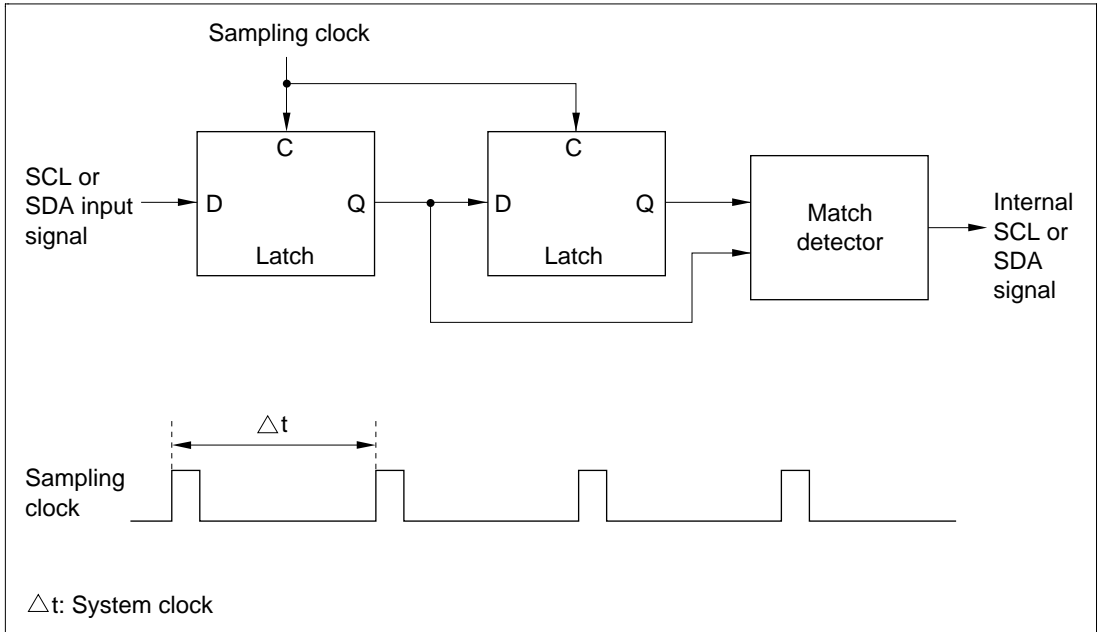 Sampling clock
C
C
SCL or
SDA input
signal
D
Q
D
Q
Latch
Latch
Match
detector
Internal
SCL or
SDA
signal
△t
Sampling
clock
△t: System clock